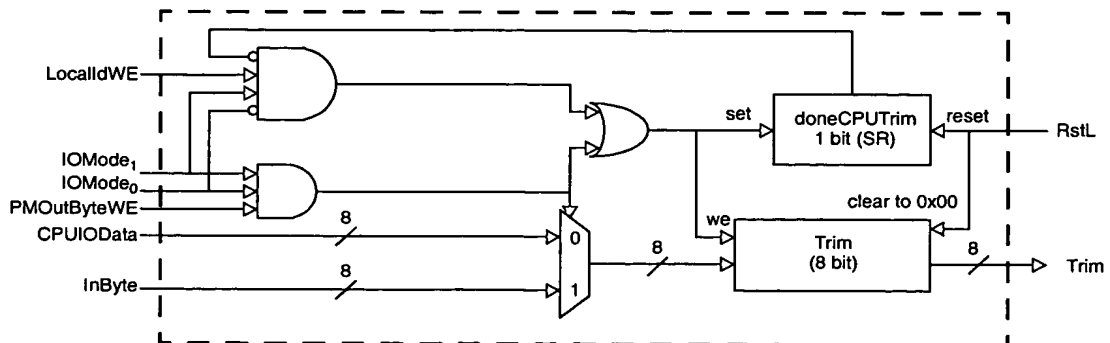 LocalIdWE
IOMode1
IOMode0
PMOutByteWE
CPUIOData
InByte
8
8
0
1
8
set
doneCPUTrim
1 bit (SR)
reset
RstL
clear to 0x00
we
Trim
(8 bit)
8
Trim